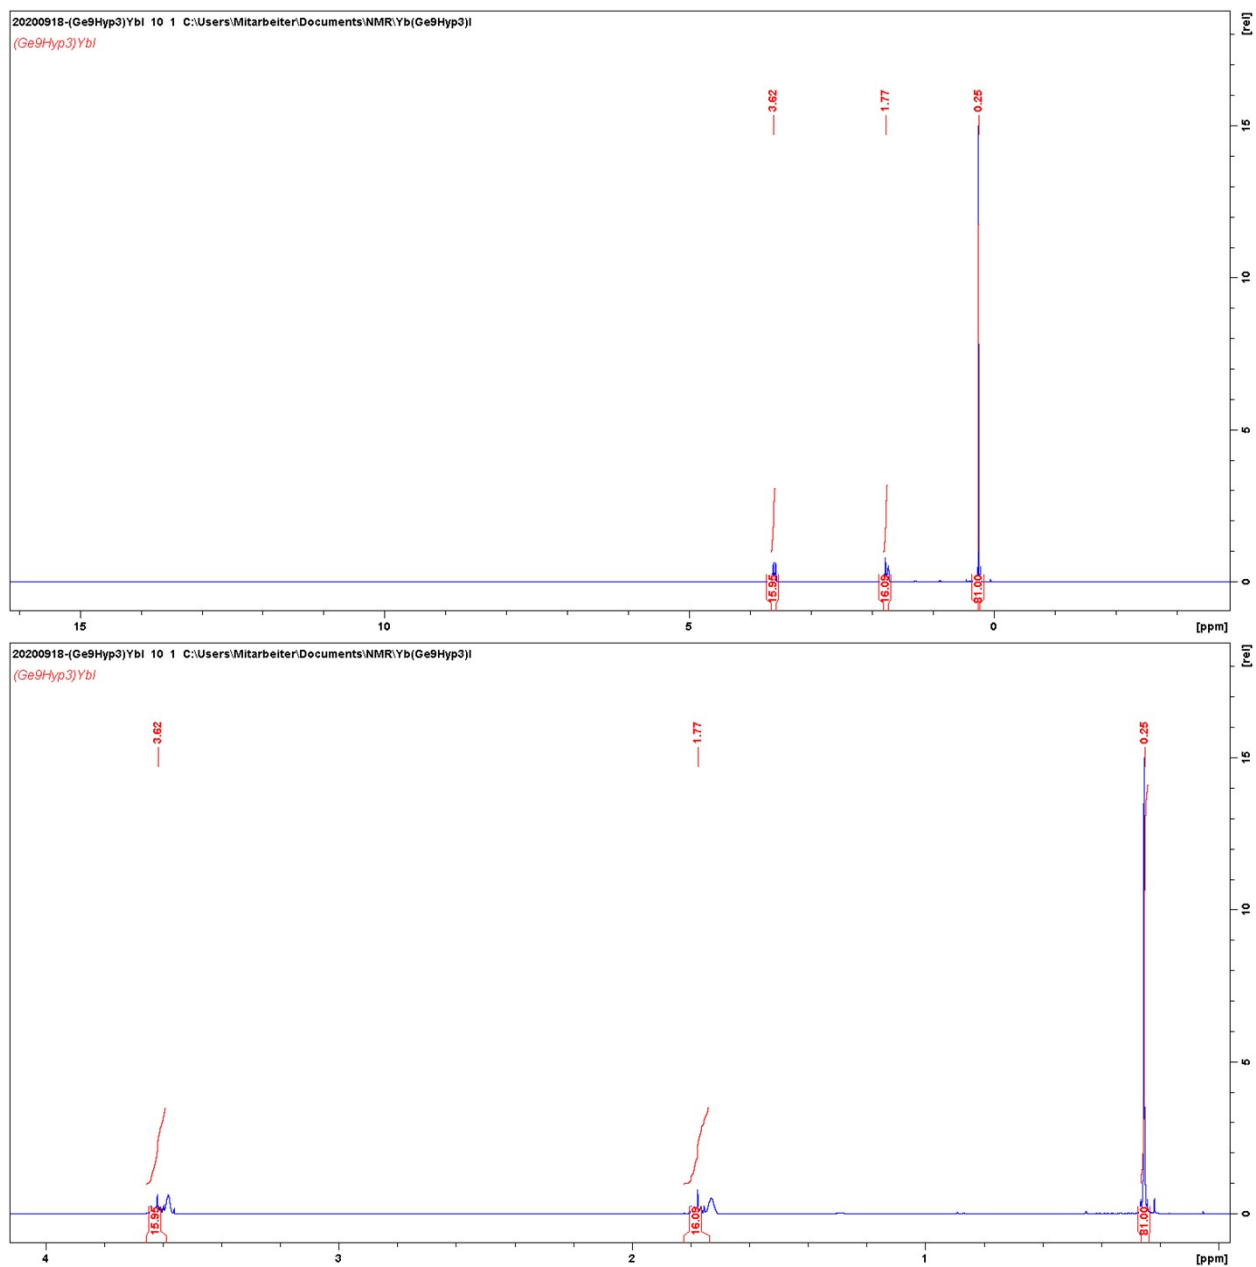 20200918-(Ge9Hyp3)YbI 10 1 C:\Users\Mitarbeiter\Documents\NMR\Yb(Ge9Hyp3)I
(Ge9Hyp3)YbI
3.62 1.77 0.25
[rel]
15
10
5
0
15.95 16.09 81.00
15 10 5 0 [ppm]
20200918-(Ge9Hyp3)YbI 10 1 C:\Users\Mitarbeiter\Documents\NMR\Yb(Ge9Hyp3)I
(Ge9Hyp3)YbI
3.62 1.77 0.25
[rel]
15
10
5
0
15.95 16.09 81.00
4 3 2 1 [ppm]